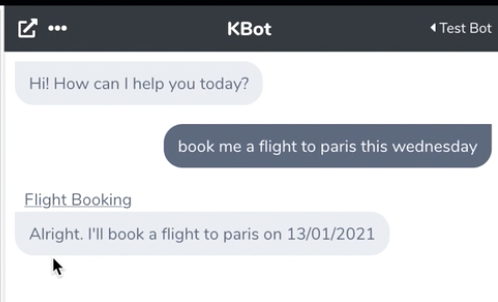 KBot
Test Bot
Hi! How can I help you today?
book me a flight to paris this wednesday
Flight Booking
Alright. I'll book a flight to paris on 13/01/2021